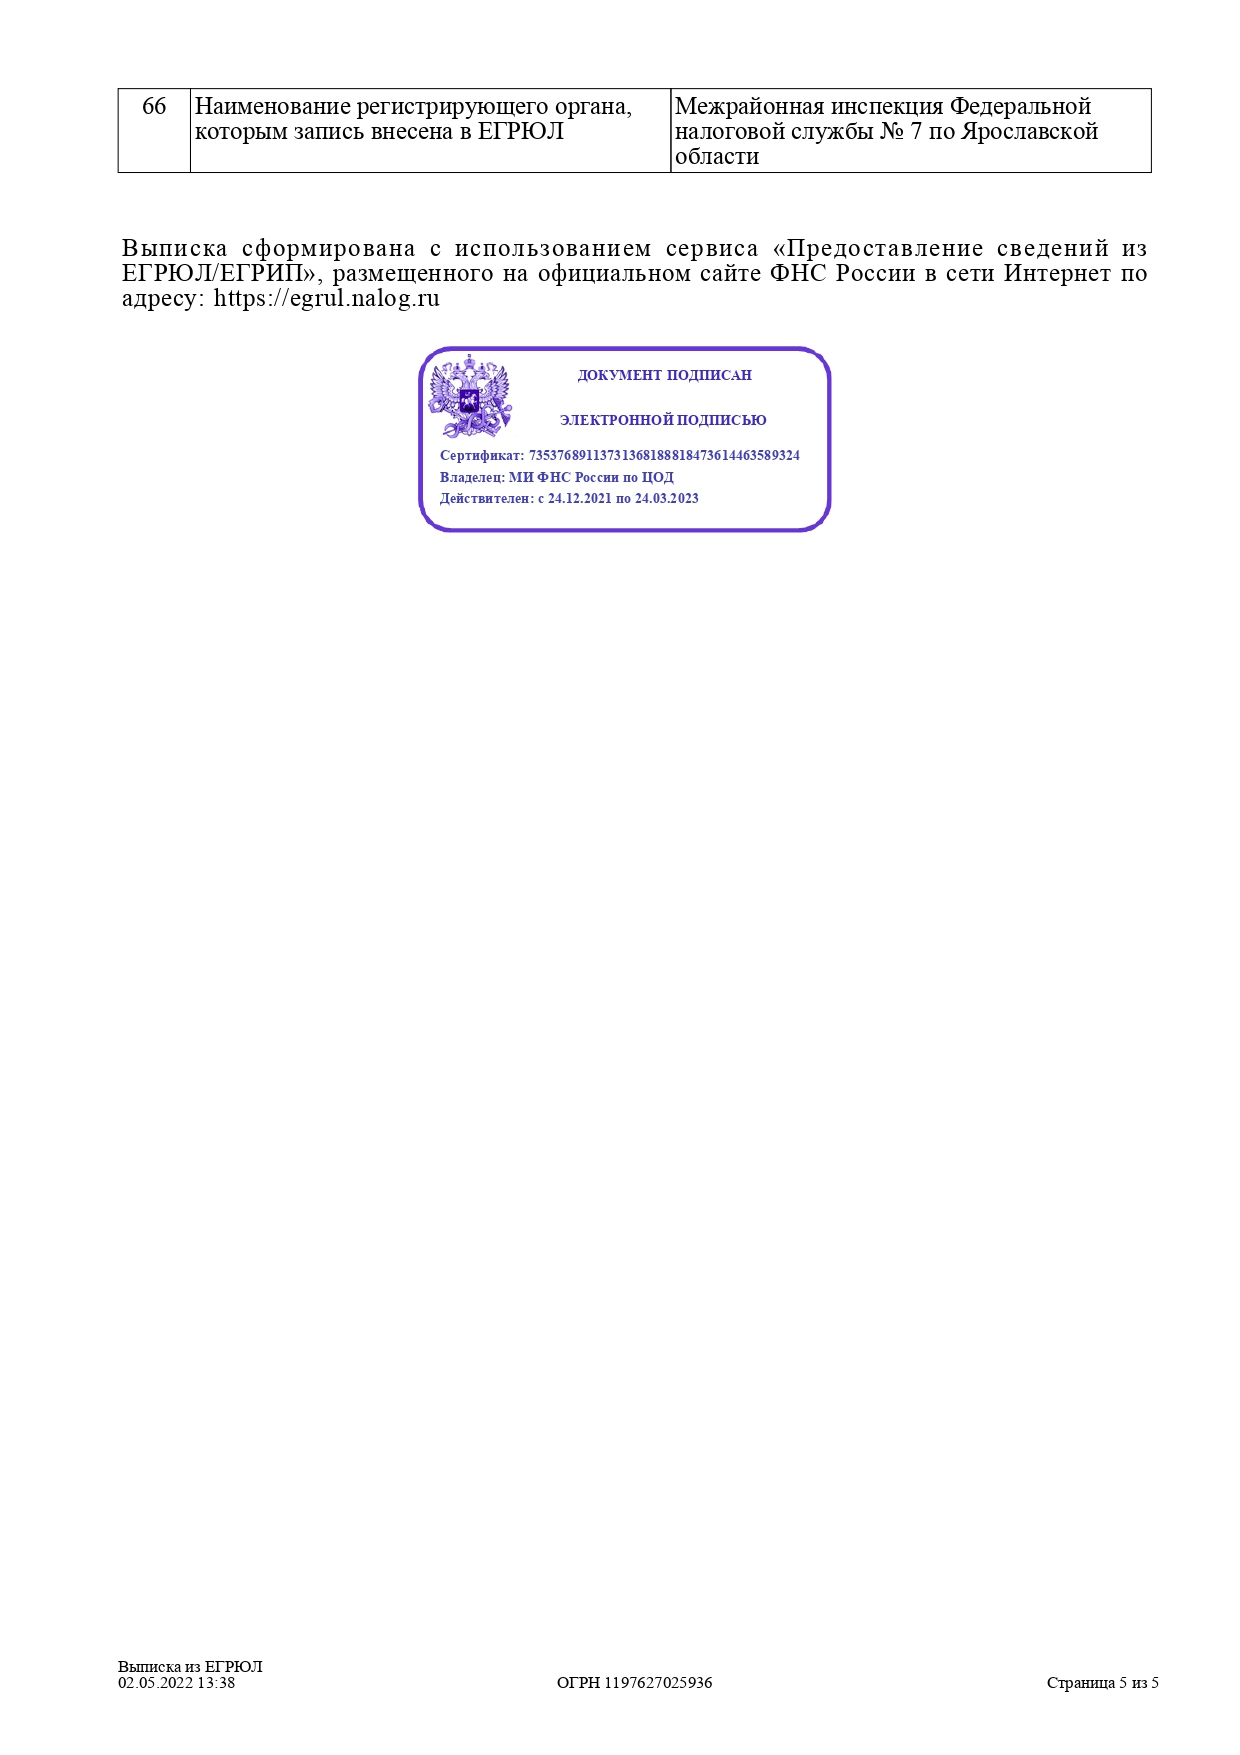 66
Наименование регистрирующего органа,
которым запись внесена в ЕГРЮЛ
Межрайонная инспекция Федеральной
налоговой службы № 7 по Ярославской
области
Выписка сформирована с использованием сервиса «Предоставление сведений из
ЕГРЮЛ/ЕГРИП», размещенного на официальном сайте ФНС России в сети Интернет по
адресу: https://egrul.nalog.ru
ДОКУМЕНТ ПОДПИСАН
ЭЛЕКТРОННОЙ ПОДПИСЬЮ
Сертификат: 73537689113731368188818473614463589324
Владелец: МИ ФНС России по ЦОД
Действителен: с 24.12.2021 по 24.03.2023
Выписка из ЕГРЮЛ
02.05.2022 13:38
ОГРН 1197627025936
Страница 5 из 5